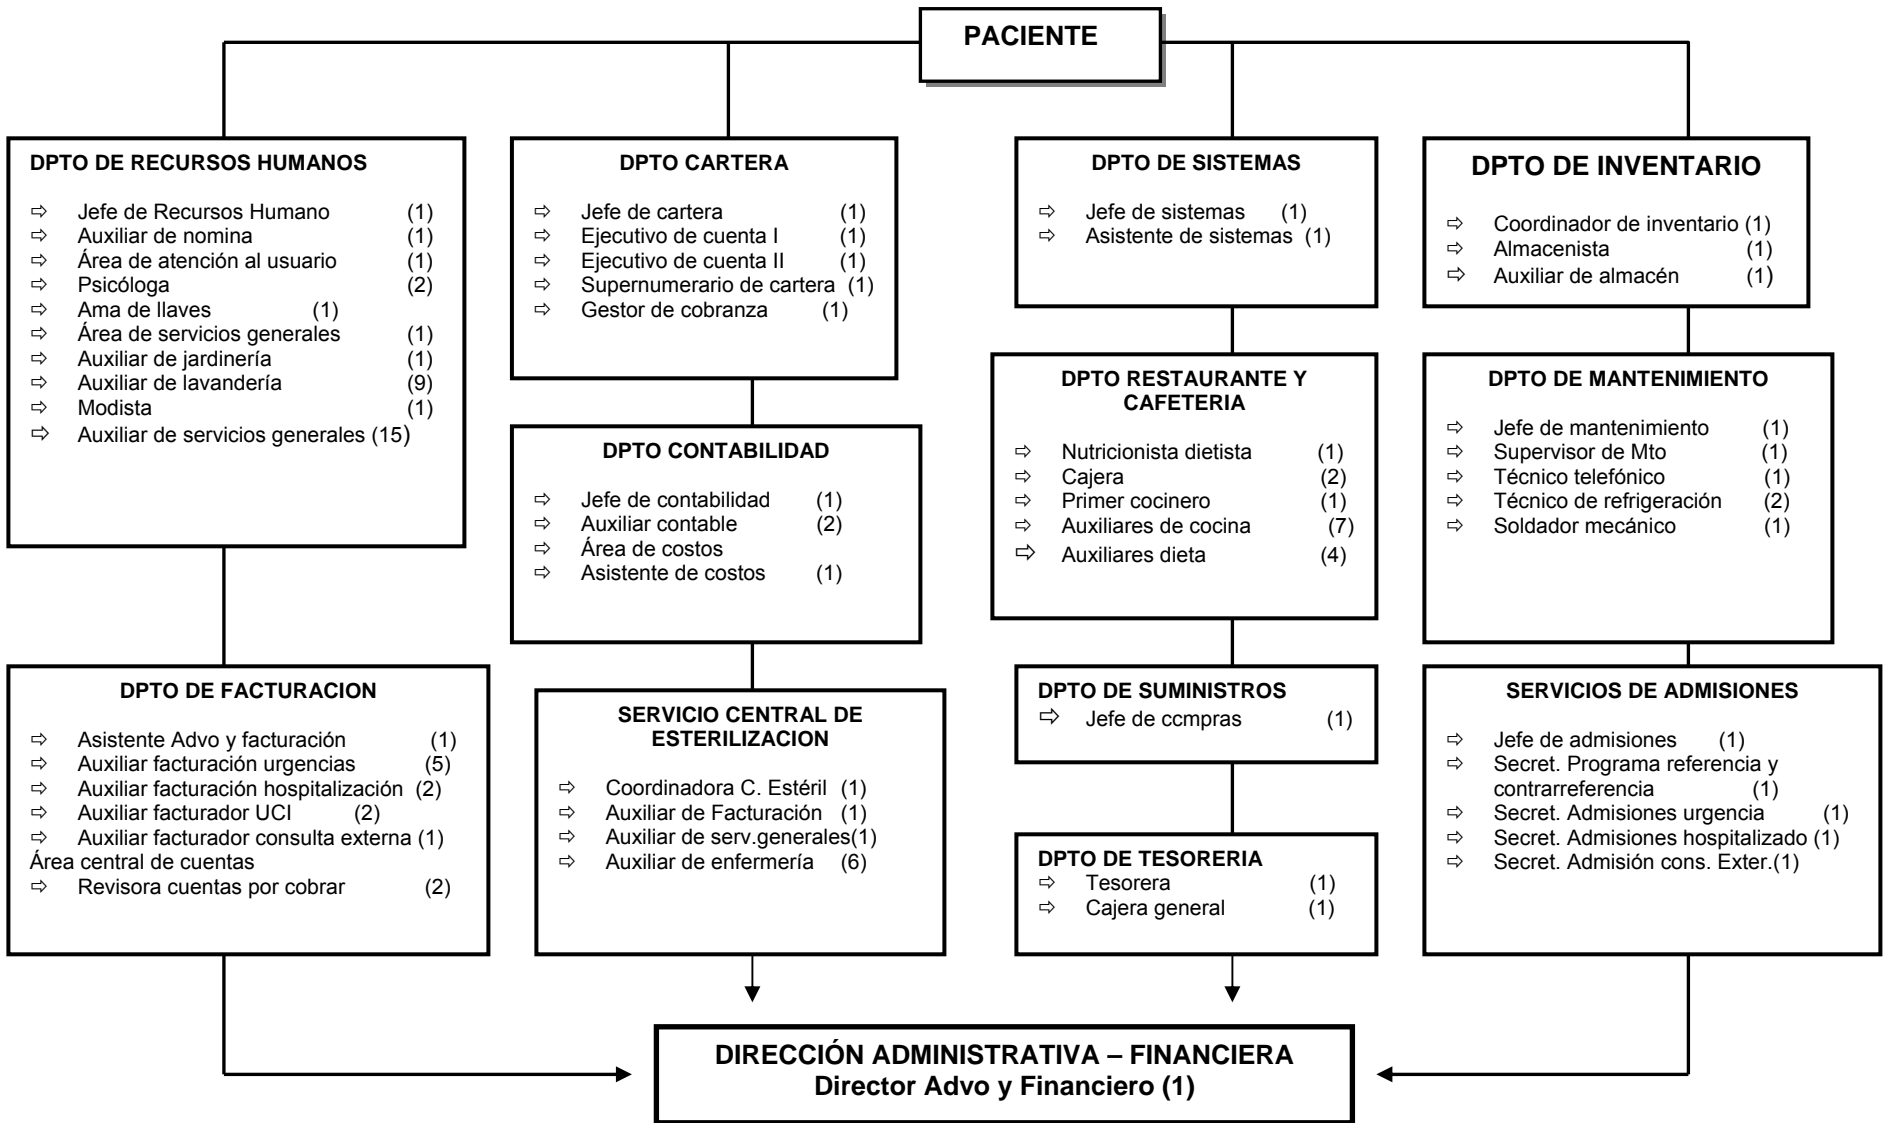 PACIENTE
DPTO DE RECURSOS HUMANOS
⇨ Jefe de Recursos Humano (1)
⇨ Auxiliar de nomina (1)
⇨ Área de atención al usuario (1)
⇨ Psicóloga (2)
⇨ Ama de llaves (1)
⇨ Área de servicios generales (1)
⇨ Auxiliar de jardinería (1)
⇨ Auxiliar de lavandería (9)
⇨ Modista (1)
⇨ Auxiliar de servicios generales (15)
DPTO CARTERA
⇨ Jefe de cartera (1)
⇨ Ejecutivo de cuenta I (1)
⇨ Ejecutivo de cuenta II (1)
⇨ Supernumerario de cartera (1)
⇨ Gestor de cobranza (1)
DPTO DE SISTEMAS
⇨ Jefe de sistemas (1)
⇨ Asistente de sistemas (1)
DPTO DE INVENTARIO
⇨ Coordinador de inventario (1)
⇨ Almacenista (1)
⇨ Auxiliar de almacén (1)
DPTO CONTABILIDAD
⇨ Jefe de contabilidad (1)
⇨ Auxiliar contable (2)
⇨ Área de costos
⇨ Asistente de costos (1)
DPTO RESTAURANTE Y
CAFETERIA
⇨ Nutricionista dietista (1)
⇨ Cajera (2)
⇨ Primer cocinero (1)
⇨ Auxiliares de cocina (7)
⇨ Auxiliares dieta (4)
DPTO DE MANTENIMIENTO
⇨ Jefe de mantenimiento (1)
⇨ Supervisor de Mto (1)
⇨ Técnico telefónico (1)
⇨ Técnico de refrigeración (2)
⇨ Soldador mecánico (1)
DPTO DE FACTURACION
⇨ Asistente Advo y facturación (1)
⇨ Auxiliar facturación urgencias (5)
⇨ Auxiliar facturación hospitalización (2)
⇨ Auxiliar facturador UCI (2)
⇨ Auxiliar facturador consulta externa (1)
Área central de cuentas
⇨ Revisora cuentas por cobrar (2)
SERVICIO CENTRAL DE
ESTERILIZACION
⇨ Coordinadora C. Estéril (1)
⇨ Auxiliar de Facturación (1)
⇨ Auxiliar de serv.generales(1)
⇨ Auxiliar de enfermería (6)
DPTO DE SUMINISTROS
⇨ Jefe de ccmpras (1)
DPTO DE TESORERIA
⇨ Tesorera (1)
⇨ Cajera general (1)
SERVICIOS DE ADMISIONES
⇨ Jefe de admisiones (1)
⇨ Secret. Programa referencia y
contrarreferencia (1)
⇨ Secret. Admisiones urgencia (1)
⇨ Secret. Admisiones hospitalizado (1)
⇨ Secret. Admisión cons. Exter.(1)
DIRECCIÓN ADMINISTRATIVA – FINANCIERA
Director Advo y Financiero (1)